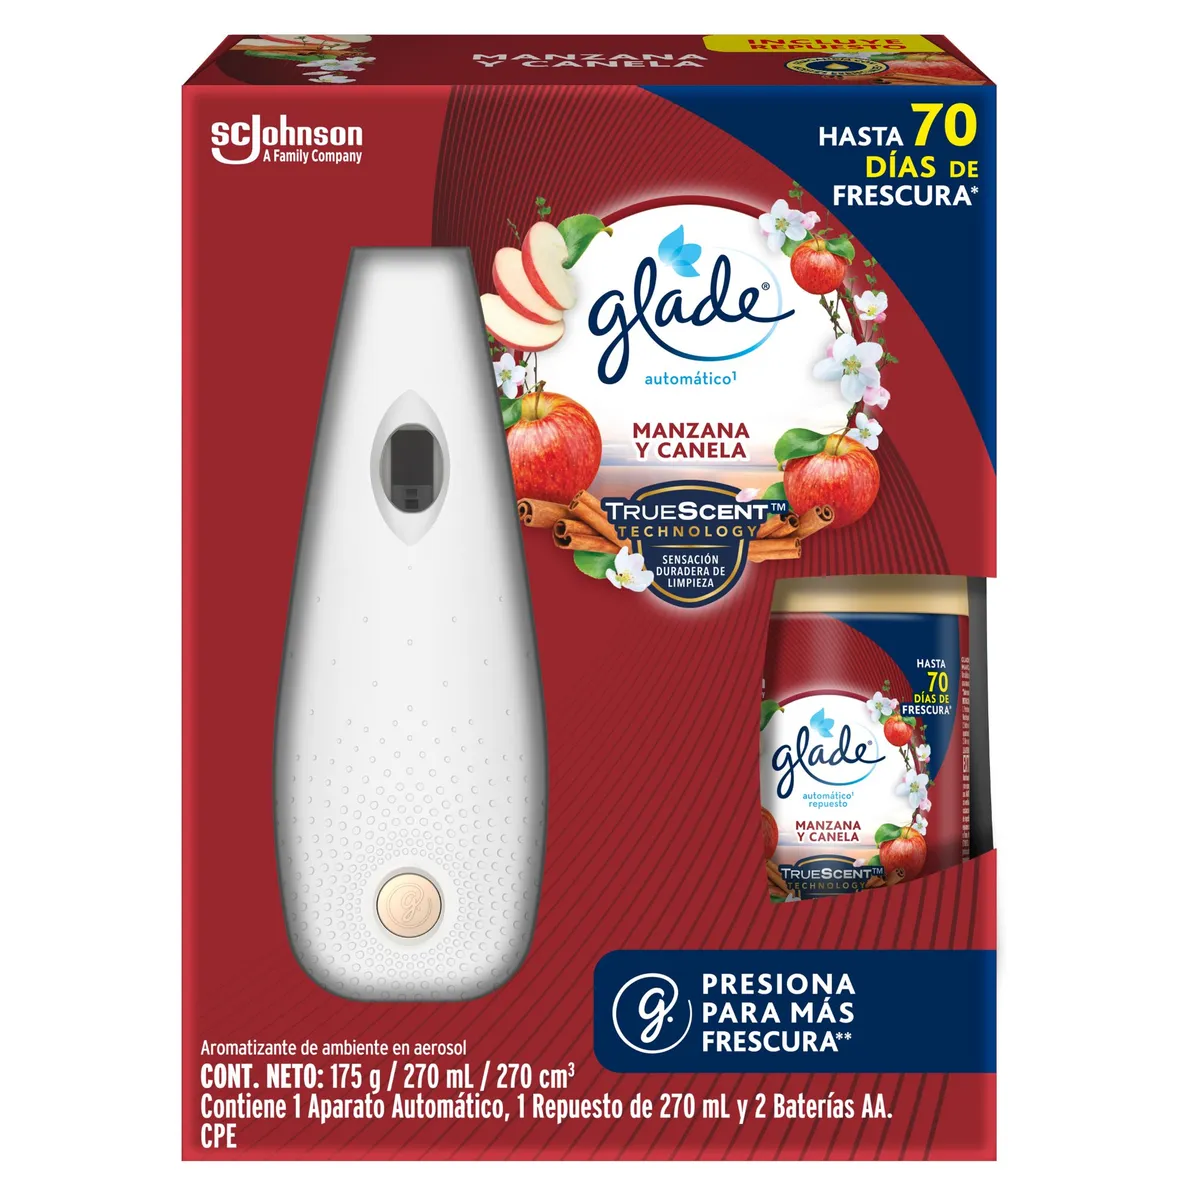 MANZANA
Y CANELA
INCLUYE
REPUESTO
SCJohnson
A Family Company
HASTA 70
DÍAS DE
FRESCURA*
glade®
automático¹
MANZANA
Y CANELA
TRUESCENT™
TECHNOLOGY
SENSACIÓN
DURADERA DE
LIMPIEZA
HASTA
70
DÍAS DE
FRESCURA*
glade®
automático¹
repuesto
MANZANA
Y CANELA
TRUESCENT™
TECHNOLOGY
g.
PRESIONA
PARA MÁS
FRESCURA**
Aromatizante de ambiente en aerosol
CONT. NETO: 175 g / 270 mL / 270 cm³
Contiene 1 Aparato Automático, 1 Repuesto de 270 mL y 2 Baterías AA.
CPE